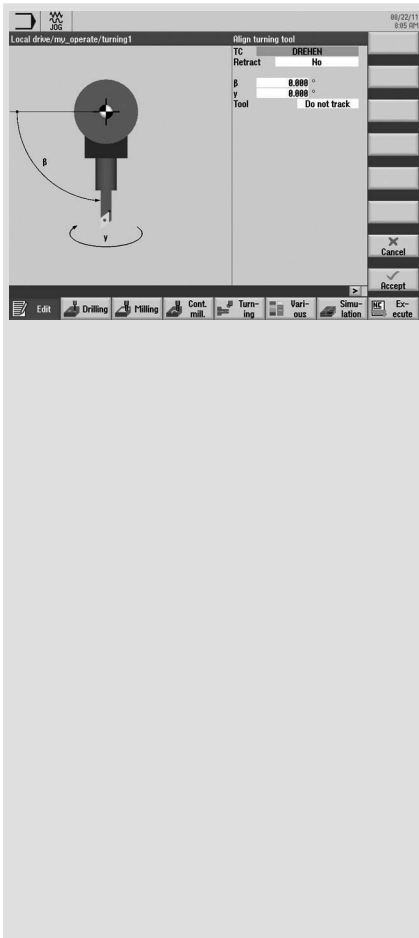 JOG
08/22/11
8:05 AM
Local drive/my_operate/turning1
Align turning tool
TC DREHEN
Retract No
β 0.000 °
γ 0.000 °
Tool Do not track
β
γ
Cancel
Accept
>
Edit
Drilling
Milling
Cont.
mill.
Turn-
ing
Vari-
ous
Simu-
lation
NC
Ex-
ecute